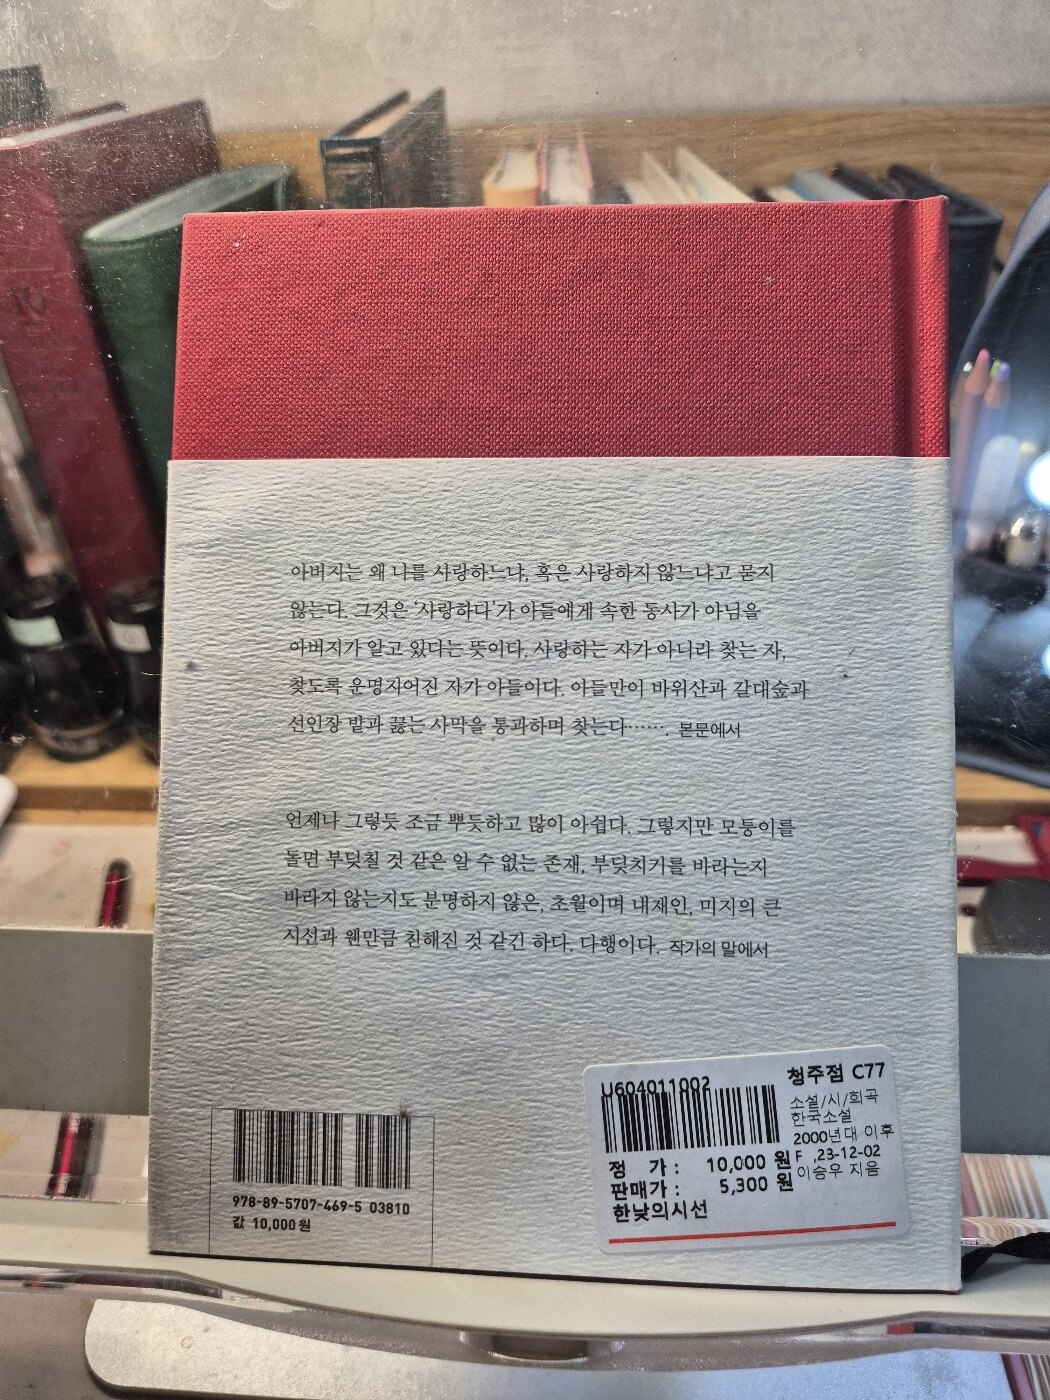 아버지는 왜 나를 사랑하느냐, 혹은 사랑하지 않느냐고 묻지
않는다. 그것은 ‘사랑하다’가 아들에게 속한 동사가 아님을
아버지가 알고 있다는 뜻이다. 사랑하는 자가 아니라 찾는 자,
찾도록 운명지어진 자가 아들이다. 아들만이 바위산과 갈대숲과
선인장 밭과 끓는 사막을 통과하며 찾는다……. 본문에서
언제나 그렇듯 조금 뿌듯하고 많이 아쉽다. 그렇지만 모퉁이를
돌면 부딪칠 것 같은 알 수 없는 존재, 부딪치기를 바라는지
바라지 않는지도 분명하지 않은, 초월이며 내재인, 미지의 큰
시선과 웬만큼 친해진 것 같긴 하다. 다행이다. 작가의 말에서
978-89-5707-469-5 03810
값 10,000원
U604011002
청주점 C77
소설/시/희곡
한국소설
2000년대 이후
F ,23-12-02
이승우 지음
정 가 : 10,000 원
판매가 : 5,300 원
한낮의시선